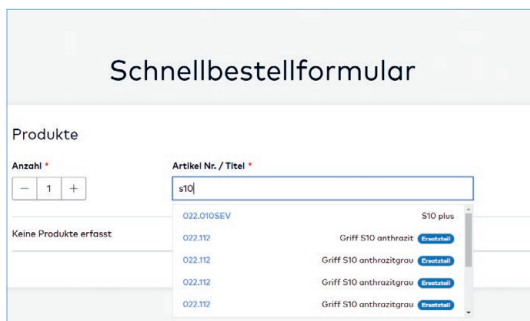 Schnellbestellformular
Produkte
Anzahl * Artikel Nr. / Titel *
− 1 + s10
022.010SEV S10 plus
Keine Produkte erfasst 022.112 Griff S10 anthrazit Ersatzteil
022.112 Griff S10 anthrazitgrau Ersatzteil
022.112 Griff S10 anthrazitgrau Ersatzteil
022.112 Griff S10 anthrazitgrau Ersatzteil